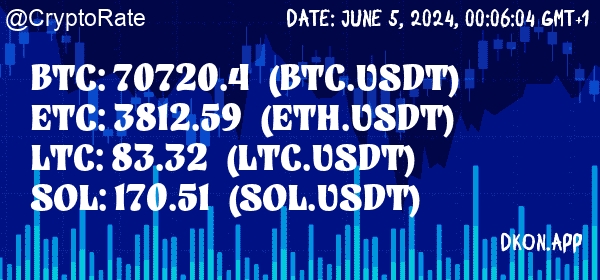 @CryptoRate
DATE: JUNE 5, 2024, 00:06:04 GMT+1
BTC: 70720.4 (BTC.USDT)
ETC: 3812.59 (ETH.USDT)
LTC: 83.32 (LTC.USDT)
SOL: 170.51 (SOL.USDT)
DKON.APP